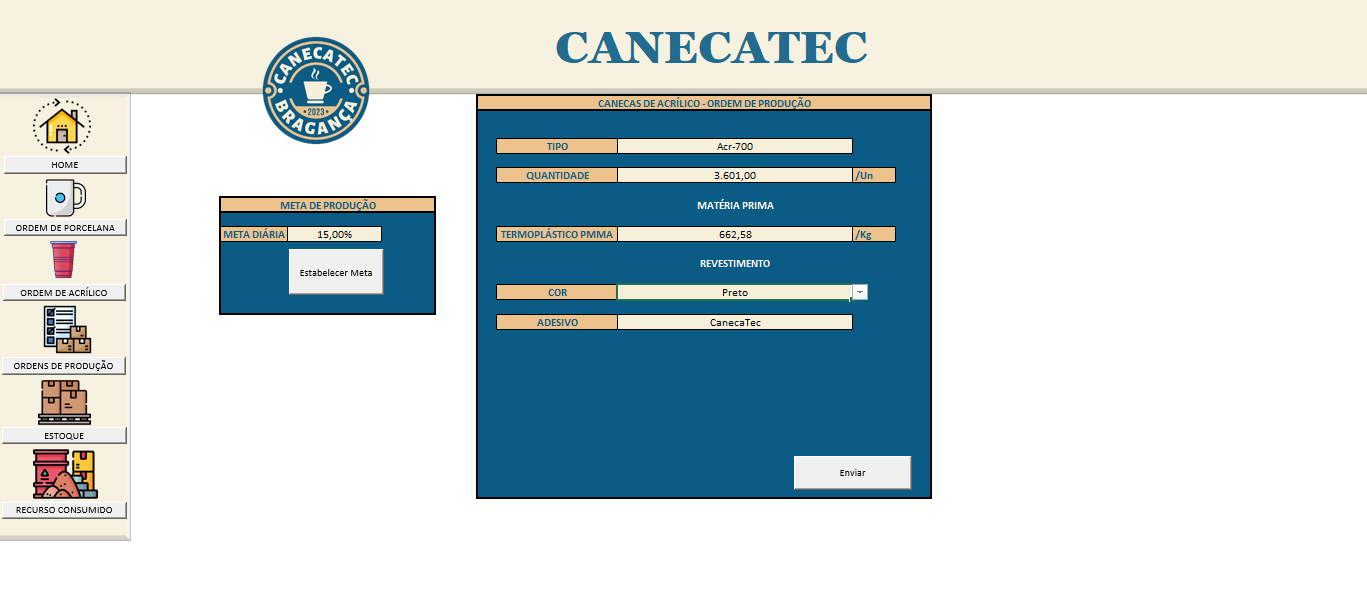 CANECATEC
CANECATEC
BRAGANÇA
2023
HOME
ORDEM DE PORCELANA
ORDEM DE ACRÍLICO
ORDENS DE PRODUÇÃO
ESTOQUE
RECURSO CONSUMIDO
META DE PRODUÇÃO
META DIÁRIA 15,00%
Estabelecer Meta
CANECAS DE ACRÍLICO - ORDEM DE PRODUÇÃO
TIPO Acr-700
QUANTIDADE 3.601,00 /Un
MATÉRIA PRIMA
TERMOPLÁSTICO PMMA 662,58 /Kg
REVESTIMENTO
COR Preto
ADESIVO CanecaTec
Enviar